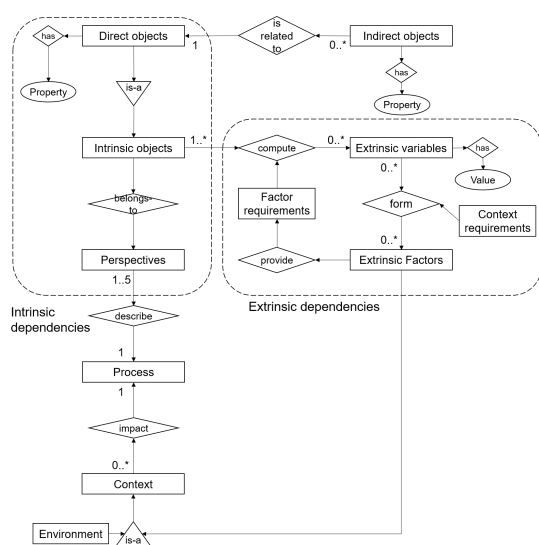 has
Direct objects
is
related
to
Indirect objects
1
0..*
Property
is-a
has
Property
Intrinsic objects
1..*
compute
0..*
Extrinsic variables
has
0..*
Value
belongs-
to
Factor
requirements
form
Context
requirements
0..*
Perspectives
provide
Extrinsic Factors
1..5
Intrinsic
dependencies
describe
Extrinsic dependencies
1
Process
1
impact
0..*
Context
Environment
is-a